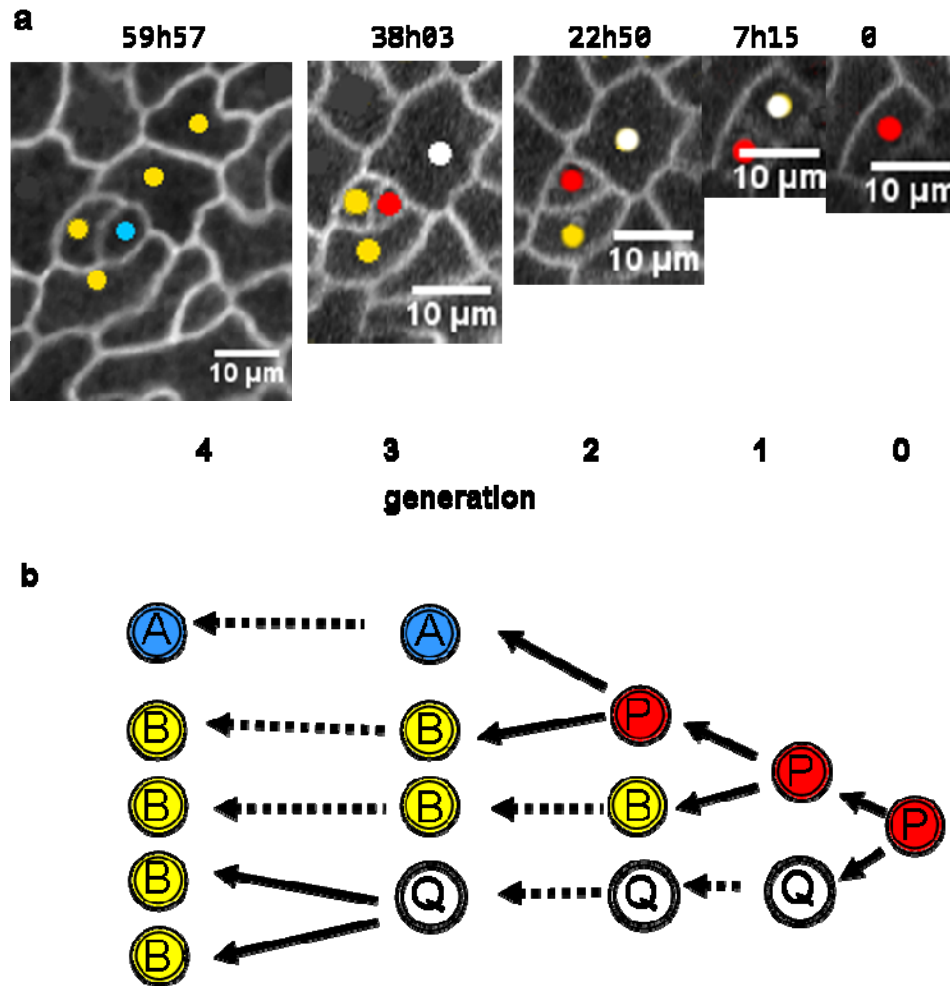 a
59h57 38h03 22h50 7h15 0
10 µm 10 µm 10 µm 10 µm 10 µm
4 3 2 1 0
generation
b
A A
B B P
B B B P P
B Q Q Q
B